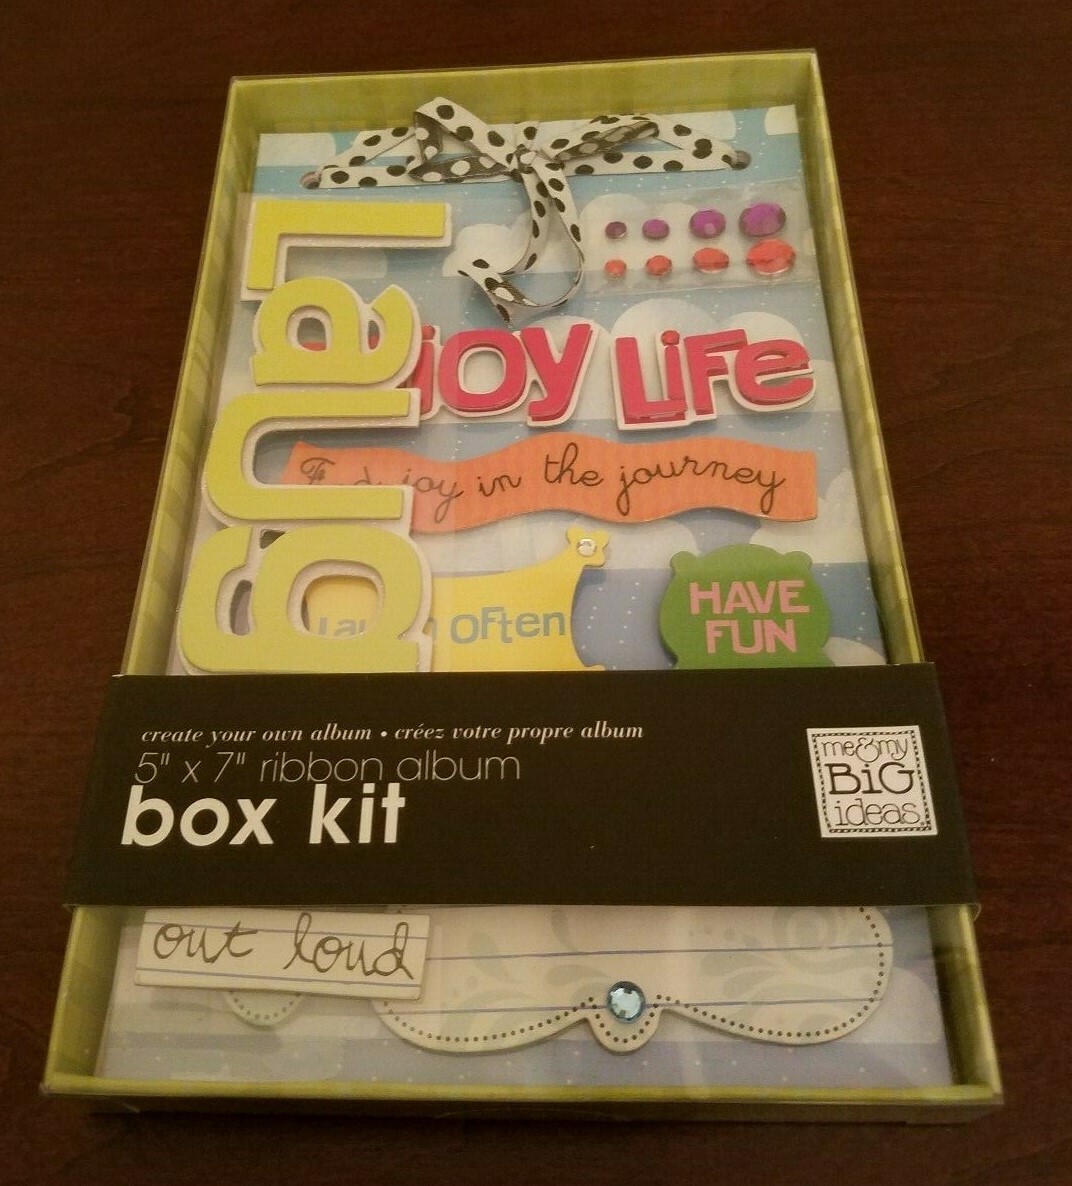 Laug
joy Life
joy in the journey
often
HAVE
FUN
create your own album • créez votre propre album
5" x 7" ribbon album
box kit
me&my
BiG
ideas
out loud